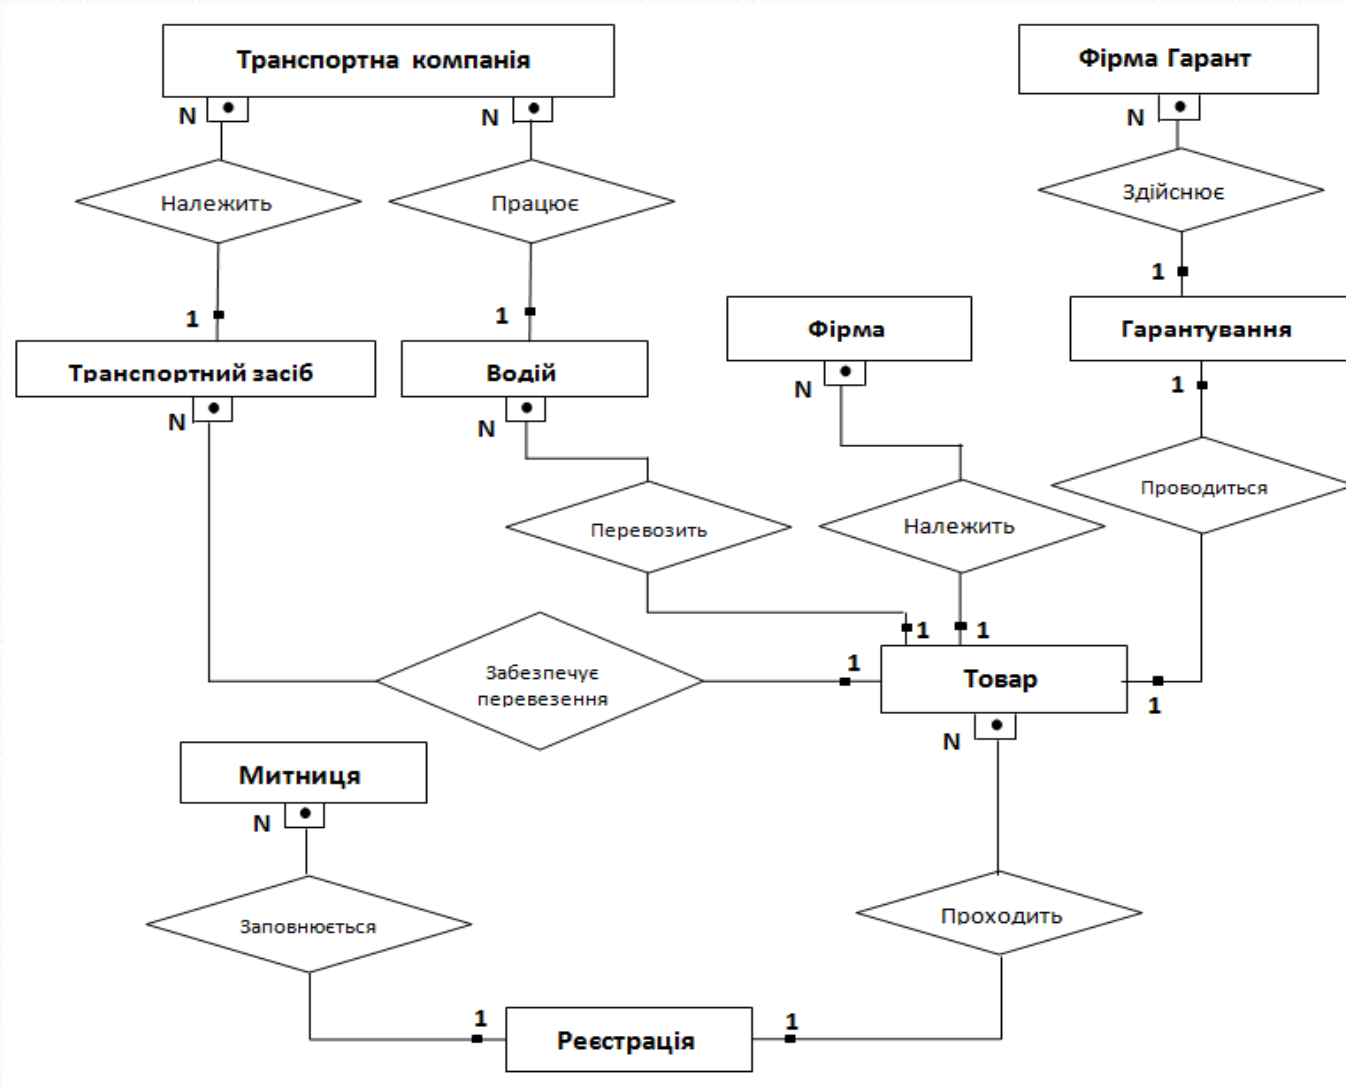 Транспортна компанія
Фірма Гарант
N
N
N
Належить
Працює
Здійснює
1
1
1
Фірма
Гарантування
Транспортний засіб
Водій
N
1
N
N
Перевозить
Належить
Проводиться
1
1
Забезпечує
перевезення
1
Товар
1
N
Митниця
N
Заповнюється
Проходить
1
1
Реєстрація